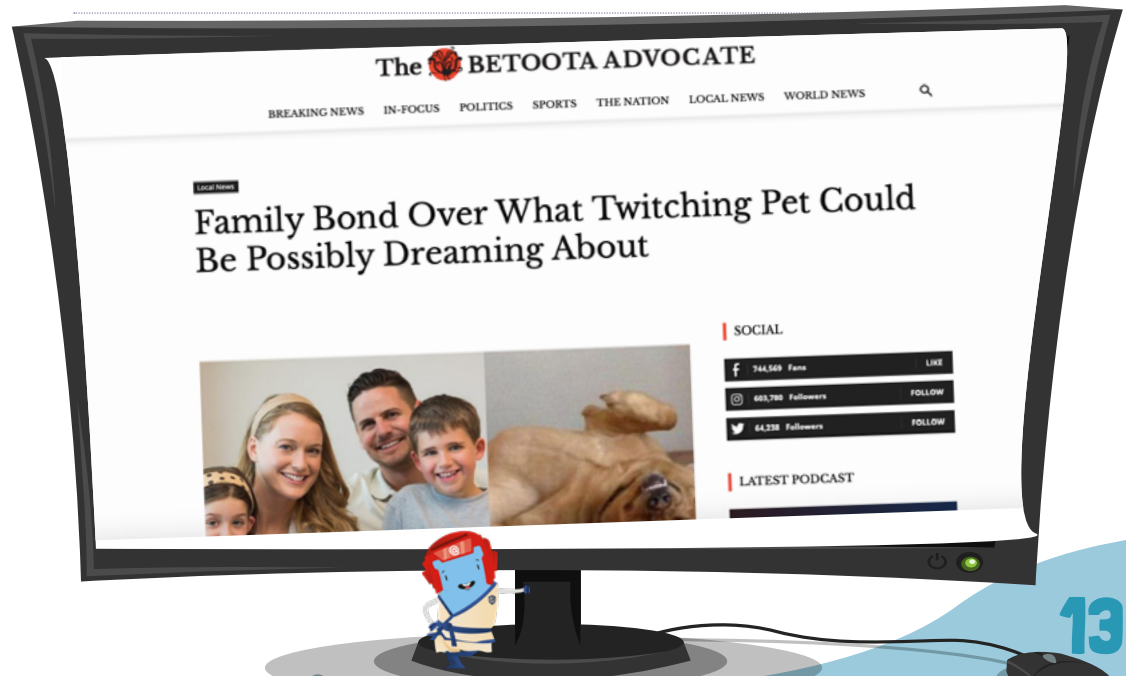 The BETOOTA ADVOCATE
BREAKING NEWS IN-FOCUS POLITICS SPORTS THE NATION LOCAL NEWS WORLD NEWS
Local News
Family Bond Over What Twitching Pet Could
Be Possibly Dreaming About
SOCIAL
744,569 Fans LIKE
603,780 Followers FOLLOW
64,238 Followers FOLLOW
LATEST PODCAST
@
13